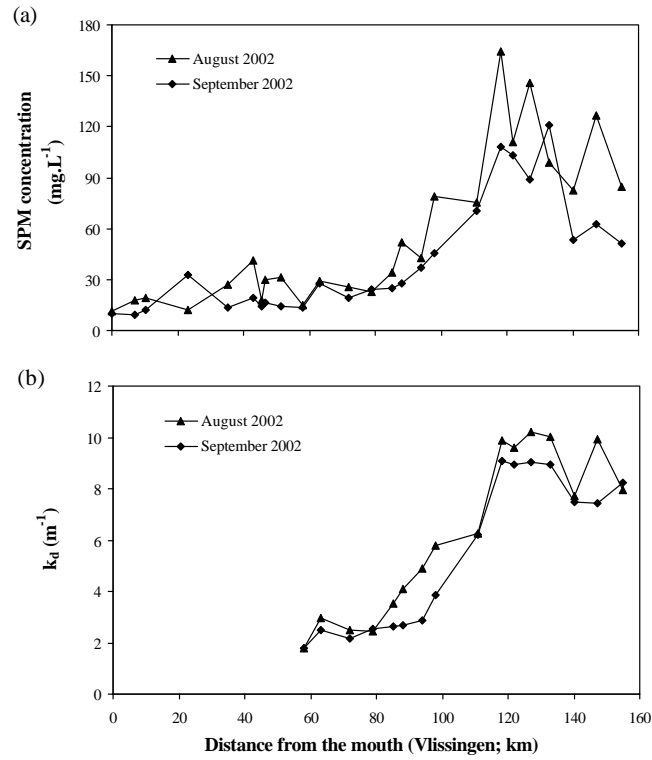 (a)
180
150
120
90
60
30
0
SPM concentration
(mg.L-1)
August 2002
September 2002
(b)
12
10
8
6
4
2
0
kd (m-1)
August 2002
September 2002
0 20 40 60 80 100 120 140 160
Distance from the mouth (Vlissingen; km)